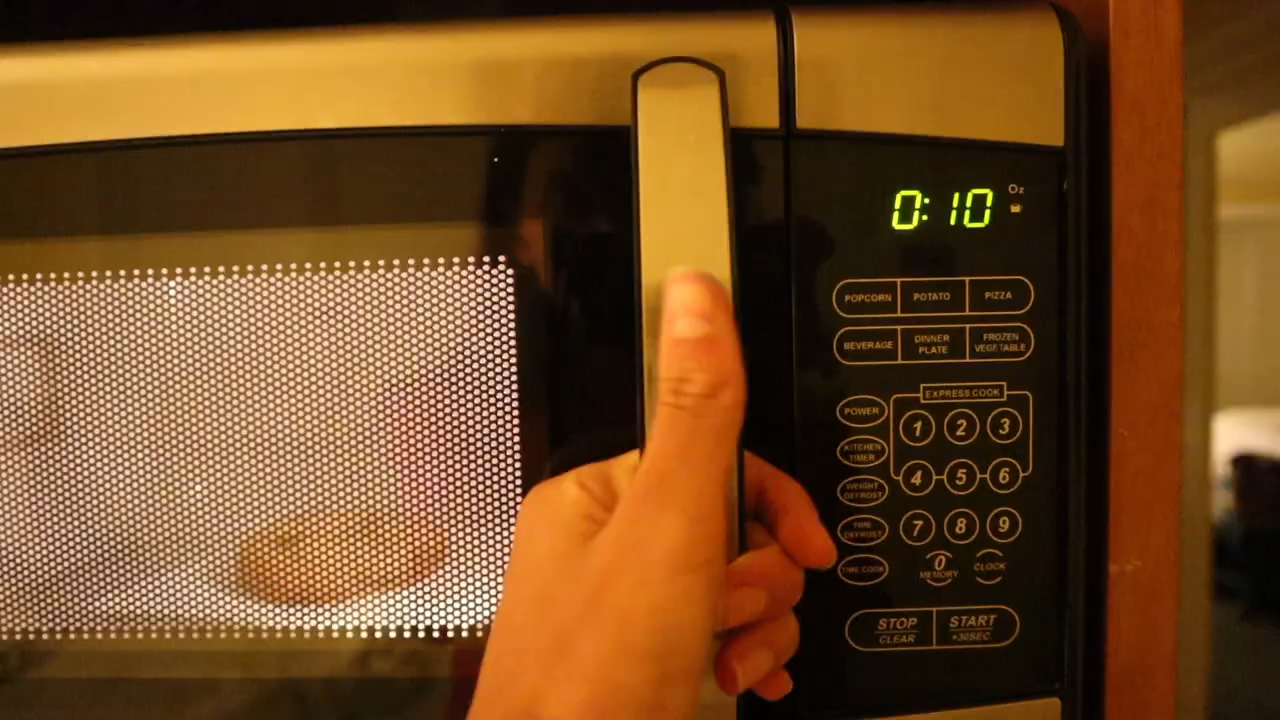 0:10 Oz
POPCORN POTATO PIZZA
BEVERAGE DINNER PLATE FROZEN VEGETABLE
EXPRESS COOK
POWER 1 2 3
KITCHEN TIMER
WEIGHT DEFROST 4 5 6
TIME DEFROST 7 8 9
TIME COOK 0 MEMORY CLOCK
STOP CLEAR START +30SEC.